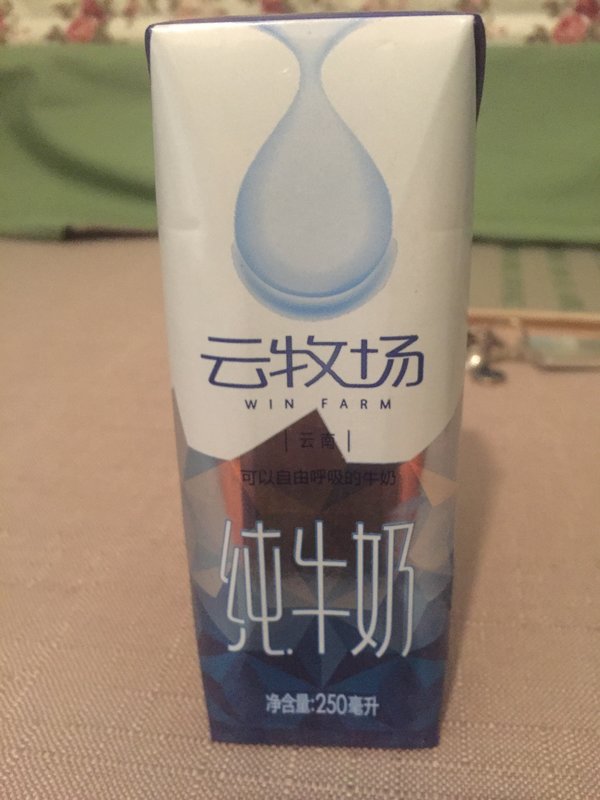 云牧场
WIN FARM
云南
可以自由呼吸的牛奶
纯牛奶
净含量:250毫升